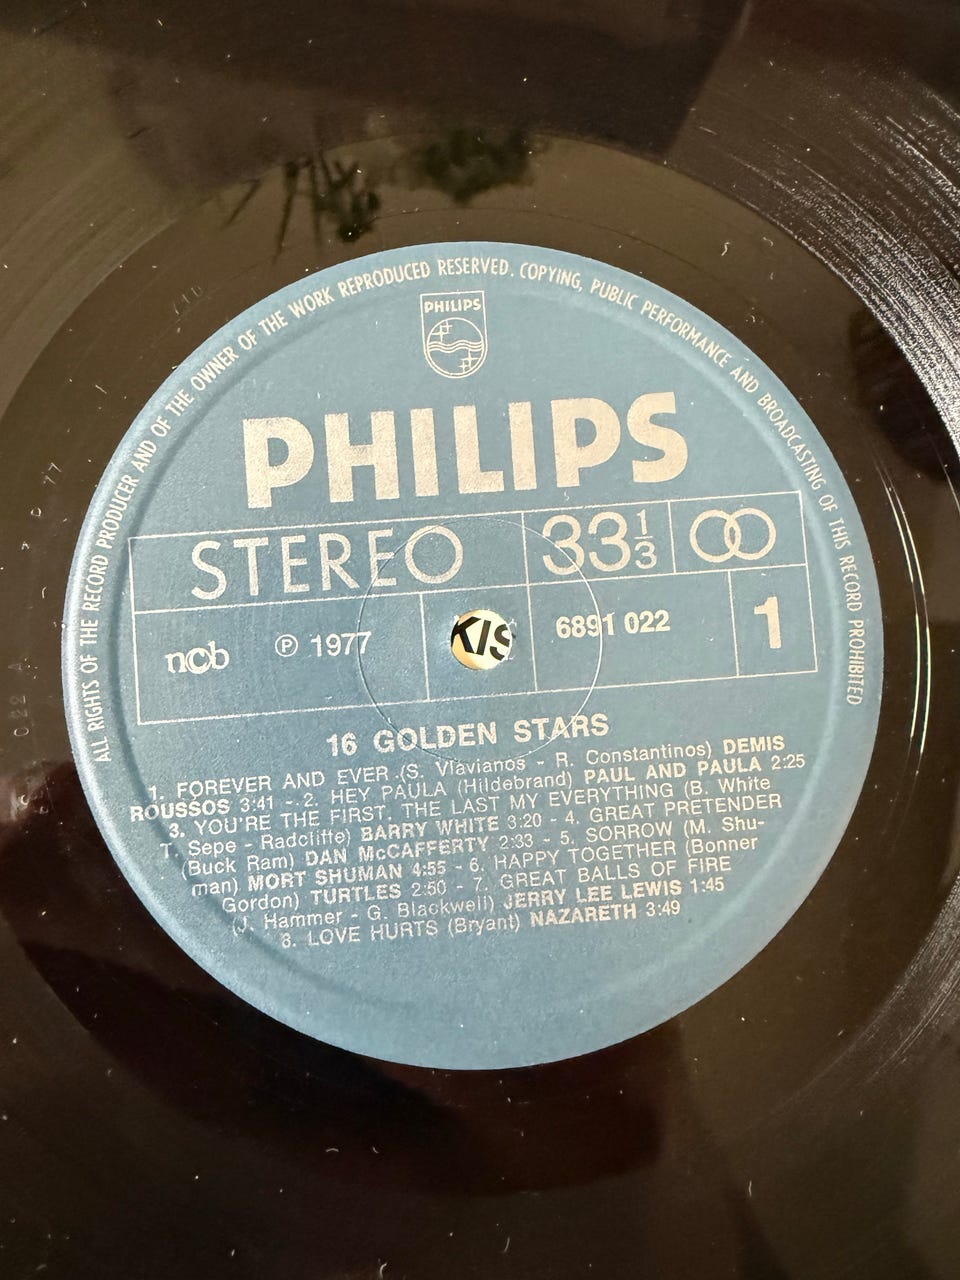 ALL RIGHTS OF THE RECORD PRODUCER AND OF THE OWNER OF THE WORK REPRODUCED RESERVED. COPYING, PUBLIC PERFORMANCE AND BROADCASTING OF THIS RECORD PROHIBITED
PHILIPS
PHILIPS
STEREO 33 1/3
ncb ℗ 1977 KIS 6891 022 1
16 GOLDEN STARS
1. FOREVER AND EVER (S. Vlavianos - R. Constantinos) DEMIS
ROUSSOS 3:41 - 2. HEY PAULA (Hildebrand) PAUL AND PAULA 2:25
3. YOU'RE THE FIRST, THE LAST MY EVERYTHING (B. White
T. Sepe - Radcliffe) BARRY WHITE 3:20 - 4. GREAT PRETENDER
(Buck Ram) DAN McCAFFERTY 2:33 - 5. SORROW (M. Shu-
man) MORT SHUMAN 4:55 - 6. HAPPY TOGETHER (Bonner
Gordon) TURTLES 2:50 - 7. GREAT BALLS OF FIRE
(J. Hammer - G. Blackwell) JERRY LEE LEWIS 1:45
8. LOVE HURTS (Bryant) NAZARETH 3:49